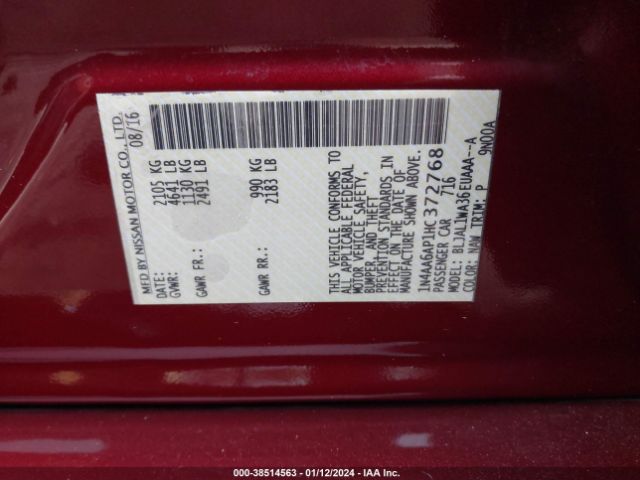 MFD BY NISSAN MOTOR CO., LTD.
DATE: 08/16
GVWR: 2105 KG
4641 LB
GAWR FR.: 1130 KG
2491 LB
GAWR RR.: 990 KG
2183 LB
THIS VEHICLE CONFORMS TO
ALL APPLICABLE FEDERAL
MOTOR VEHICLE SAFETY,
BUMPER, AND THEFT
PREVENTION STANDARDS IN
EFFECT ON THE DATE OF
MANUFACTURE SHOWN ABOVE.
1N4AA6AP1HC372768
PASSENGER CAR 716
MODEL: BLJALLWA36EUAAA--A
COLOR: NAW TRIM: P 9N00A
000-38514563 - 01/12/2024 - IAA Inc.